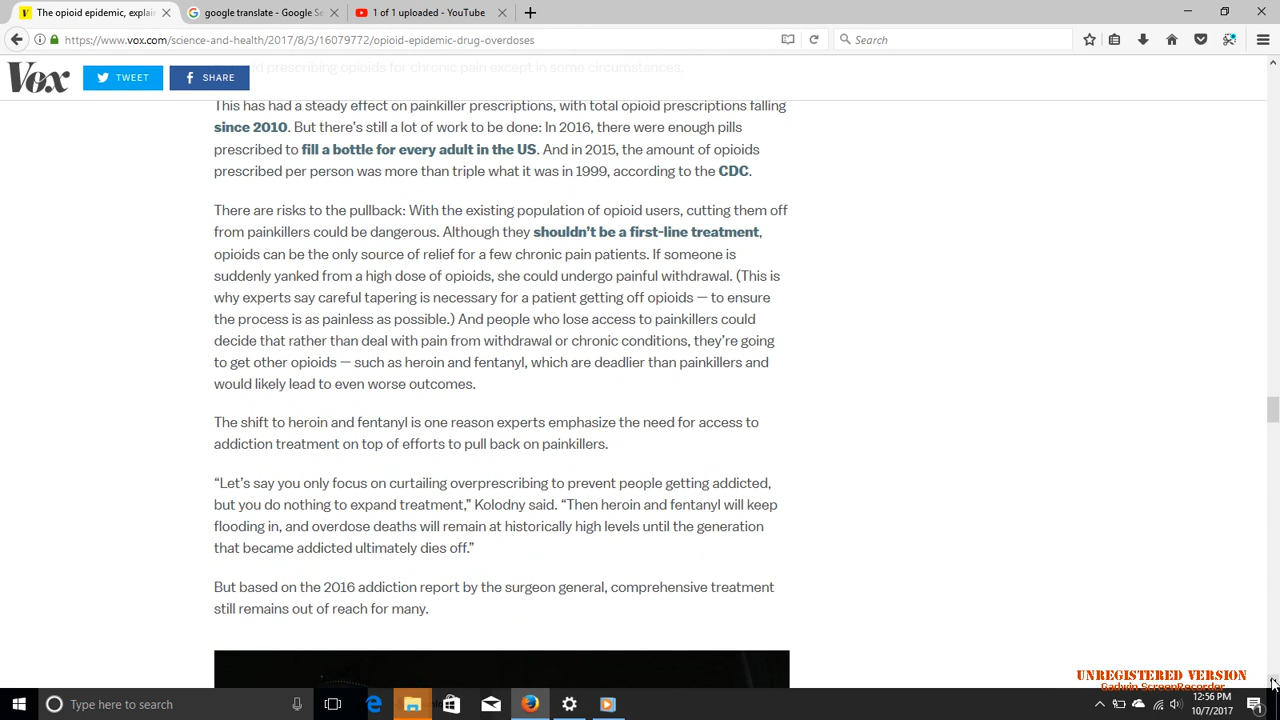 The opioid epidemic, explai
google translate - Google Se
1 of 1 uploaded - YouTube
https://www.vox.com/science-and-health/2017/8/3/16079772/opioid-epidemic-drug-overdoses
Search
Vox
TWEET
SHARE
prescribing opioids for chronic pain except in some circumstances.
This has had a steady effect on painkiller prescriptions, with total opioid prescriptions falling
since 2010. But there's still a lot of work to be done: In 2016, there were enough pills
prescribed to fill a bottle for every adult in the US. And in 2015, the amount of opioids
prescribed per person was more than triple what it was in 1999, according to the CDC.
There are risks to the pullback: With the existing population of opioid users, cutting them off
from painkillers could be dangerous. Although they shouldn't be a first-line treatment,
opioids can be the only source of relief for a few chronic pain patients. If someone is
suddenly yanked from a high dose of opioids, she could undergo painful withdrawal. (This is
why experts say careful tapering is necessary for a patient getting off opioids — to ensure
the process is as painless as possible.) And people who lose access to painkillers could
decide that rather than deal with pain from withdrawal or chronic conditions, they're going
to get other opioids — such as heroin and fentanyl, which are deadlier than painkillers and
would likely lead to even worse outcomes.
The shift to heroin and fentanyl is one reason experts emphasize the need for access to
addiction treatment on top of efforts to pull back on painkillers.
“Let's say you only focus on curtailing overprescribing to prevent people getting addicted,
but you do nothing to expand treatment,” Kolodny said. “Then heroin and fentanyl will keep
flooding in, and overdose deaths will remain at historically high levels until the generation
that became addicted ultimately dies off.”
But based on the 2016 addiction report by the surgeon general, comprehensive treatment
still remains out of reach for many.
UNREGISTERED VERSION
Gadwin ScreenRecorder
Type here to search
12:56 PM
10/7/2017